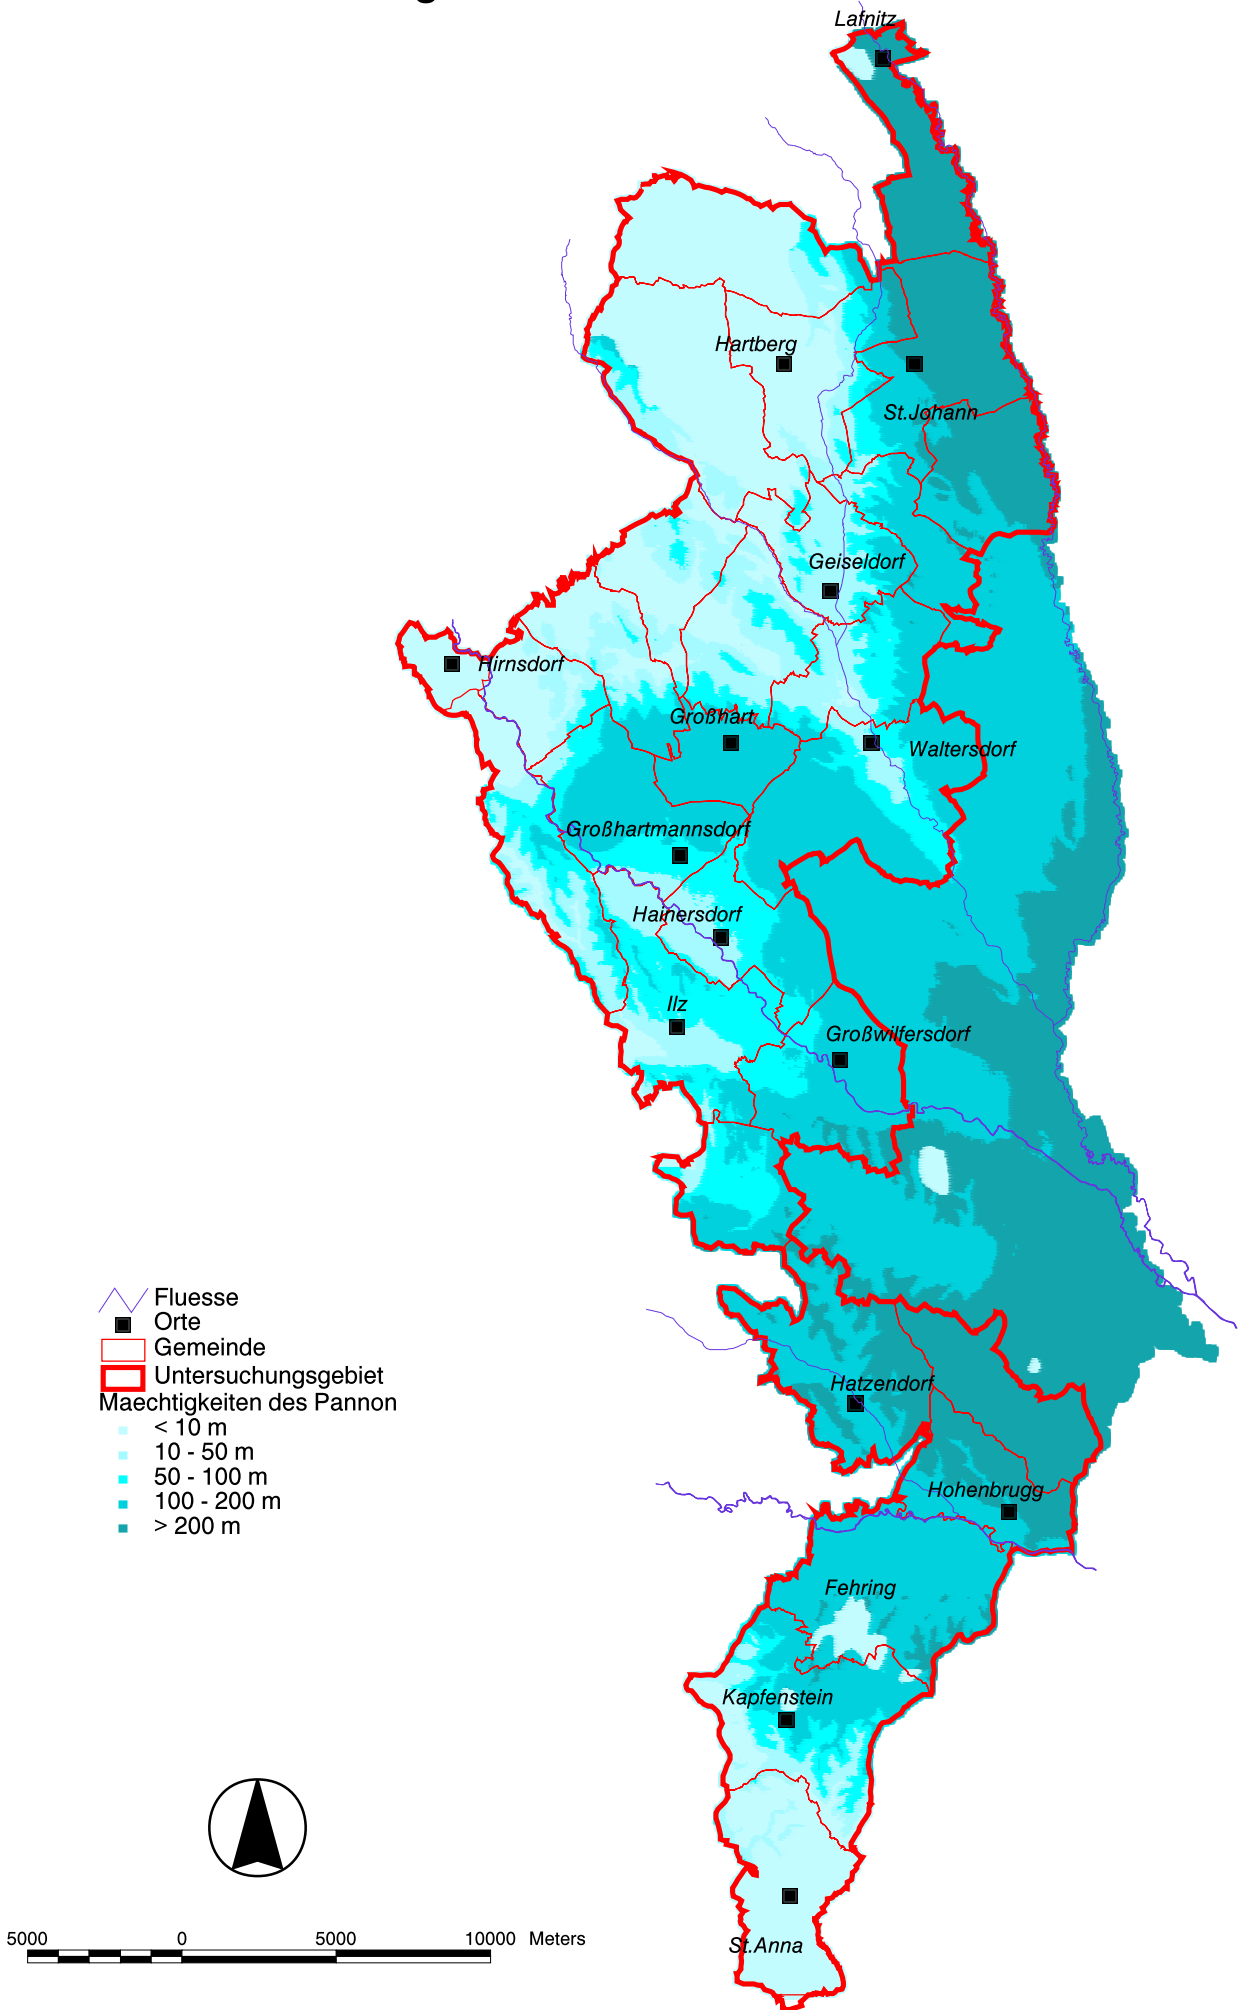 g
Lafnitz
Hartberg
St.Johann
Geiseldorf
Hirnsdorf
Großhart
Waltersdorf
Großhartmannsdorf
Hainersdorf
Ilz
Großwilfersdorf
Hatzendorf
Hohenbrugg
Fehring
Kapfenstein
St.Anna
Fluesse
Orte
Gemeinde
Untersuchungsgebiet
Maechtigkeiten des Pannon
< 10 m
10 - 50 m
50 - 100 m
100 - 200 m
> 200 m
5000 0 5000 10000 Meters